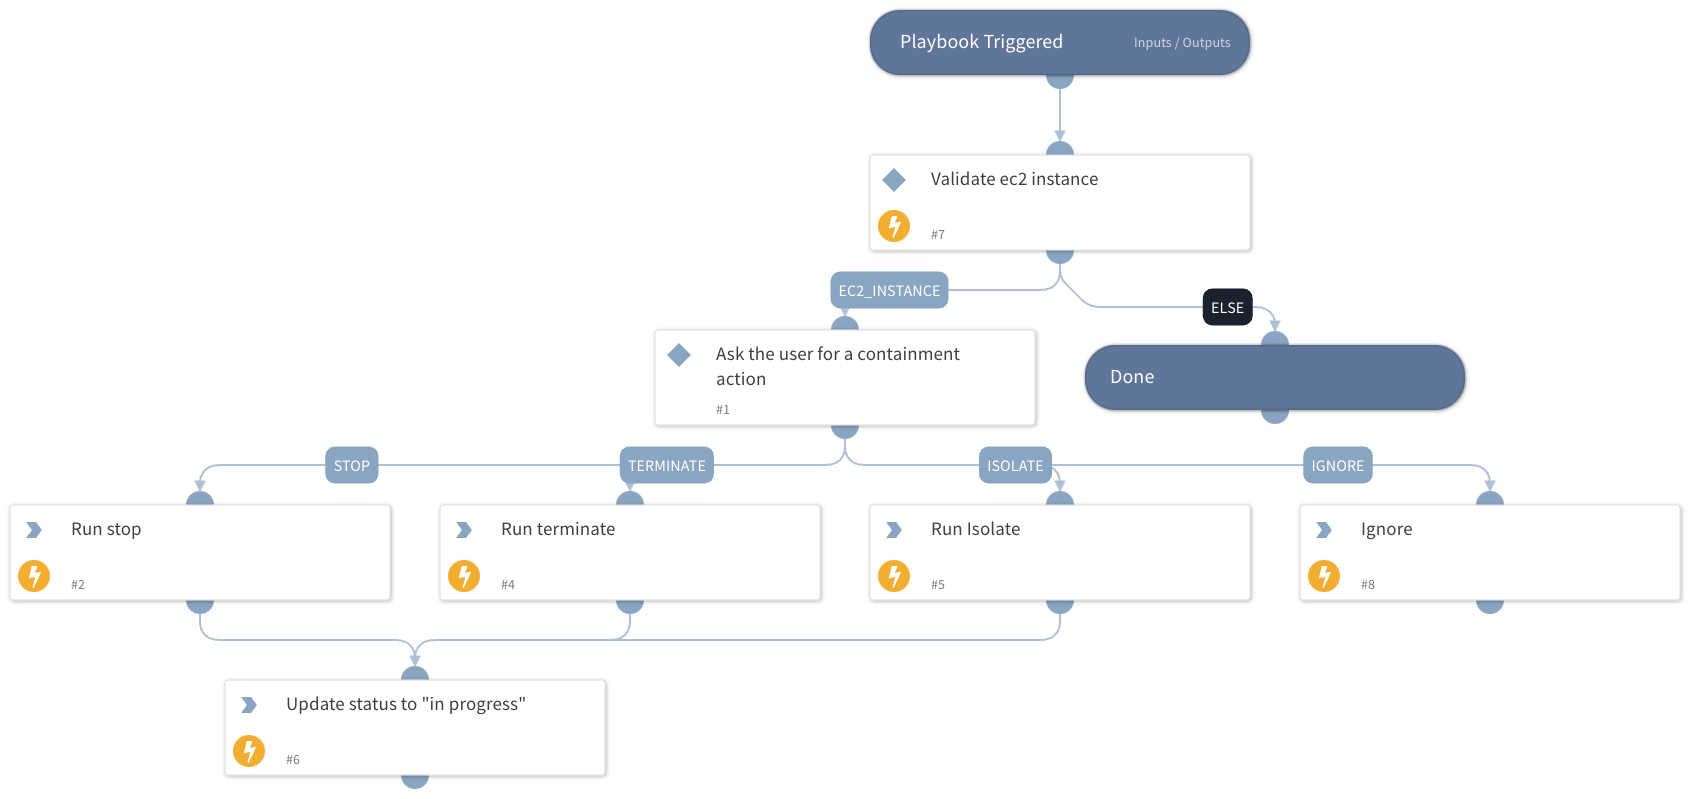 Playbook Triggered
Inputs / Outputs
Validate ec2 instance
#7
EC2_INSTANCE
ELSE
Ask the user for a containment
action
#1
Done
STOP
TERMINATE
ISOLATE
IGNORE
Run stop
#2
Run terminate
#4
Run Isolate
#5
Ignore
#8
Update status to "in progress"
#6